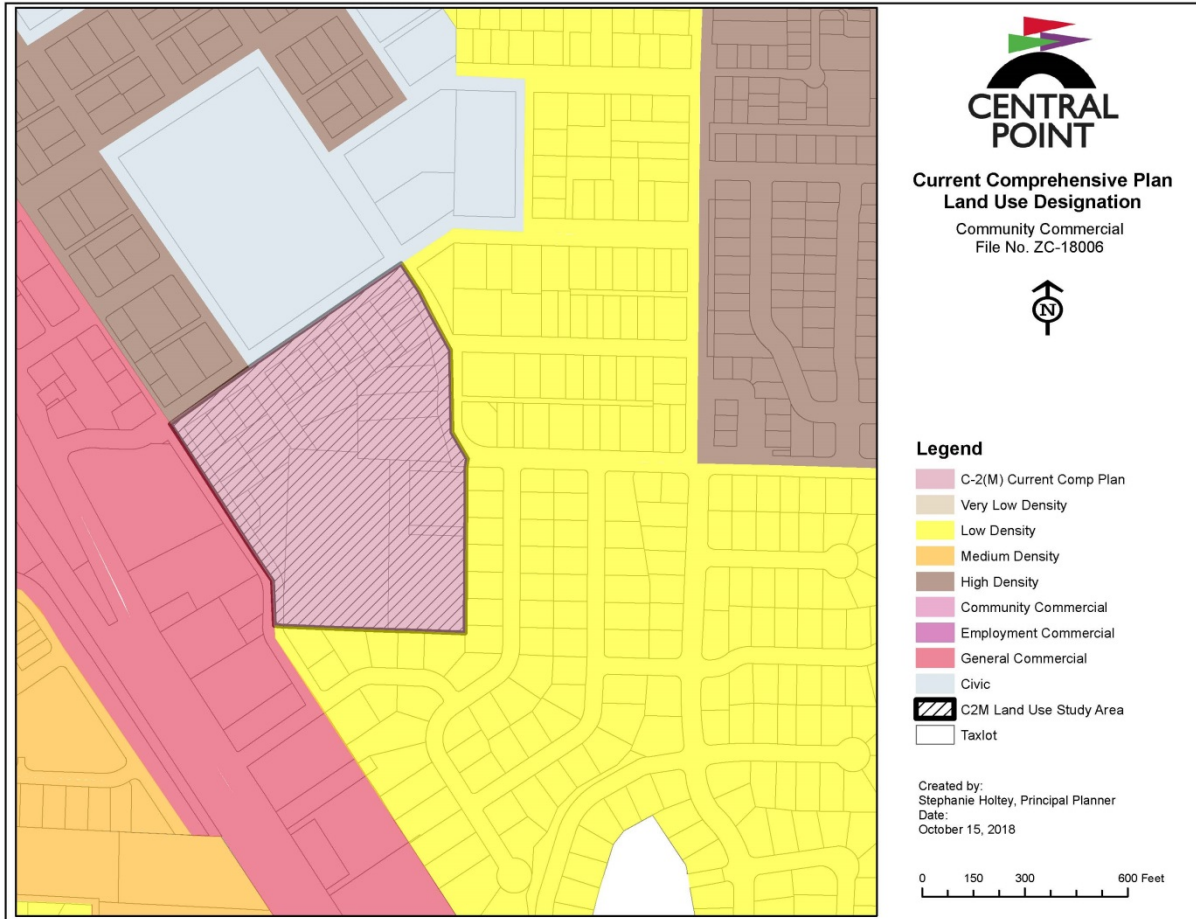 CENTRAL
POINT
Current Comprehensive Plan
Land Use Designation
Community Commercial
File No. ZC-18006
N
Legend
C-2(M) Current Comp Plan
Very Low Density
Low Density
Medium Density
High Density
Community Commercial
Employment Commercial
General Commercial
Civic
C2M Land Use Study Area
Taxlot
Created by:
Stephanie Holtey, Principal Planner
Date:
October 15, 2018
0 150 300 600 Feet